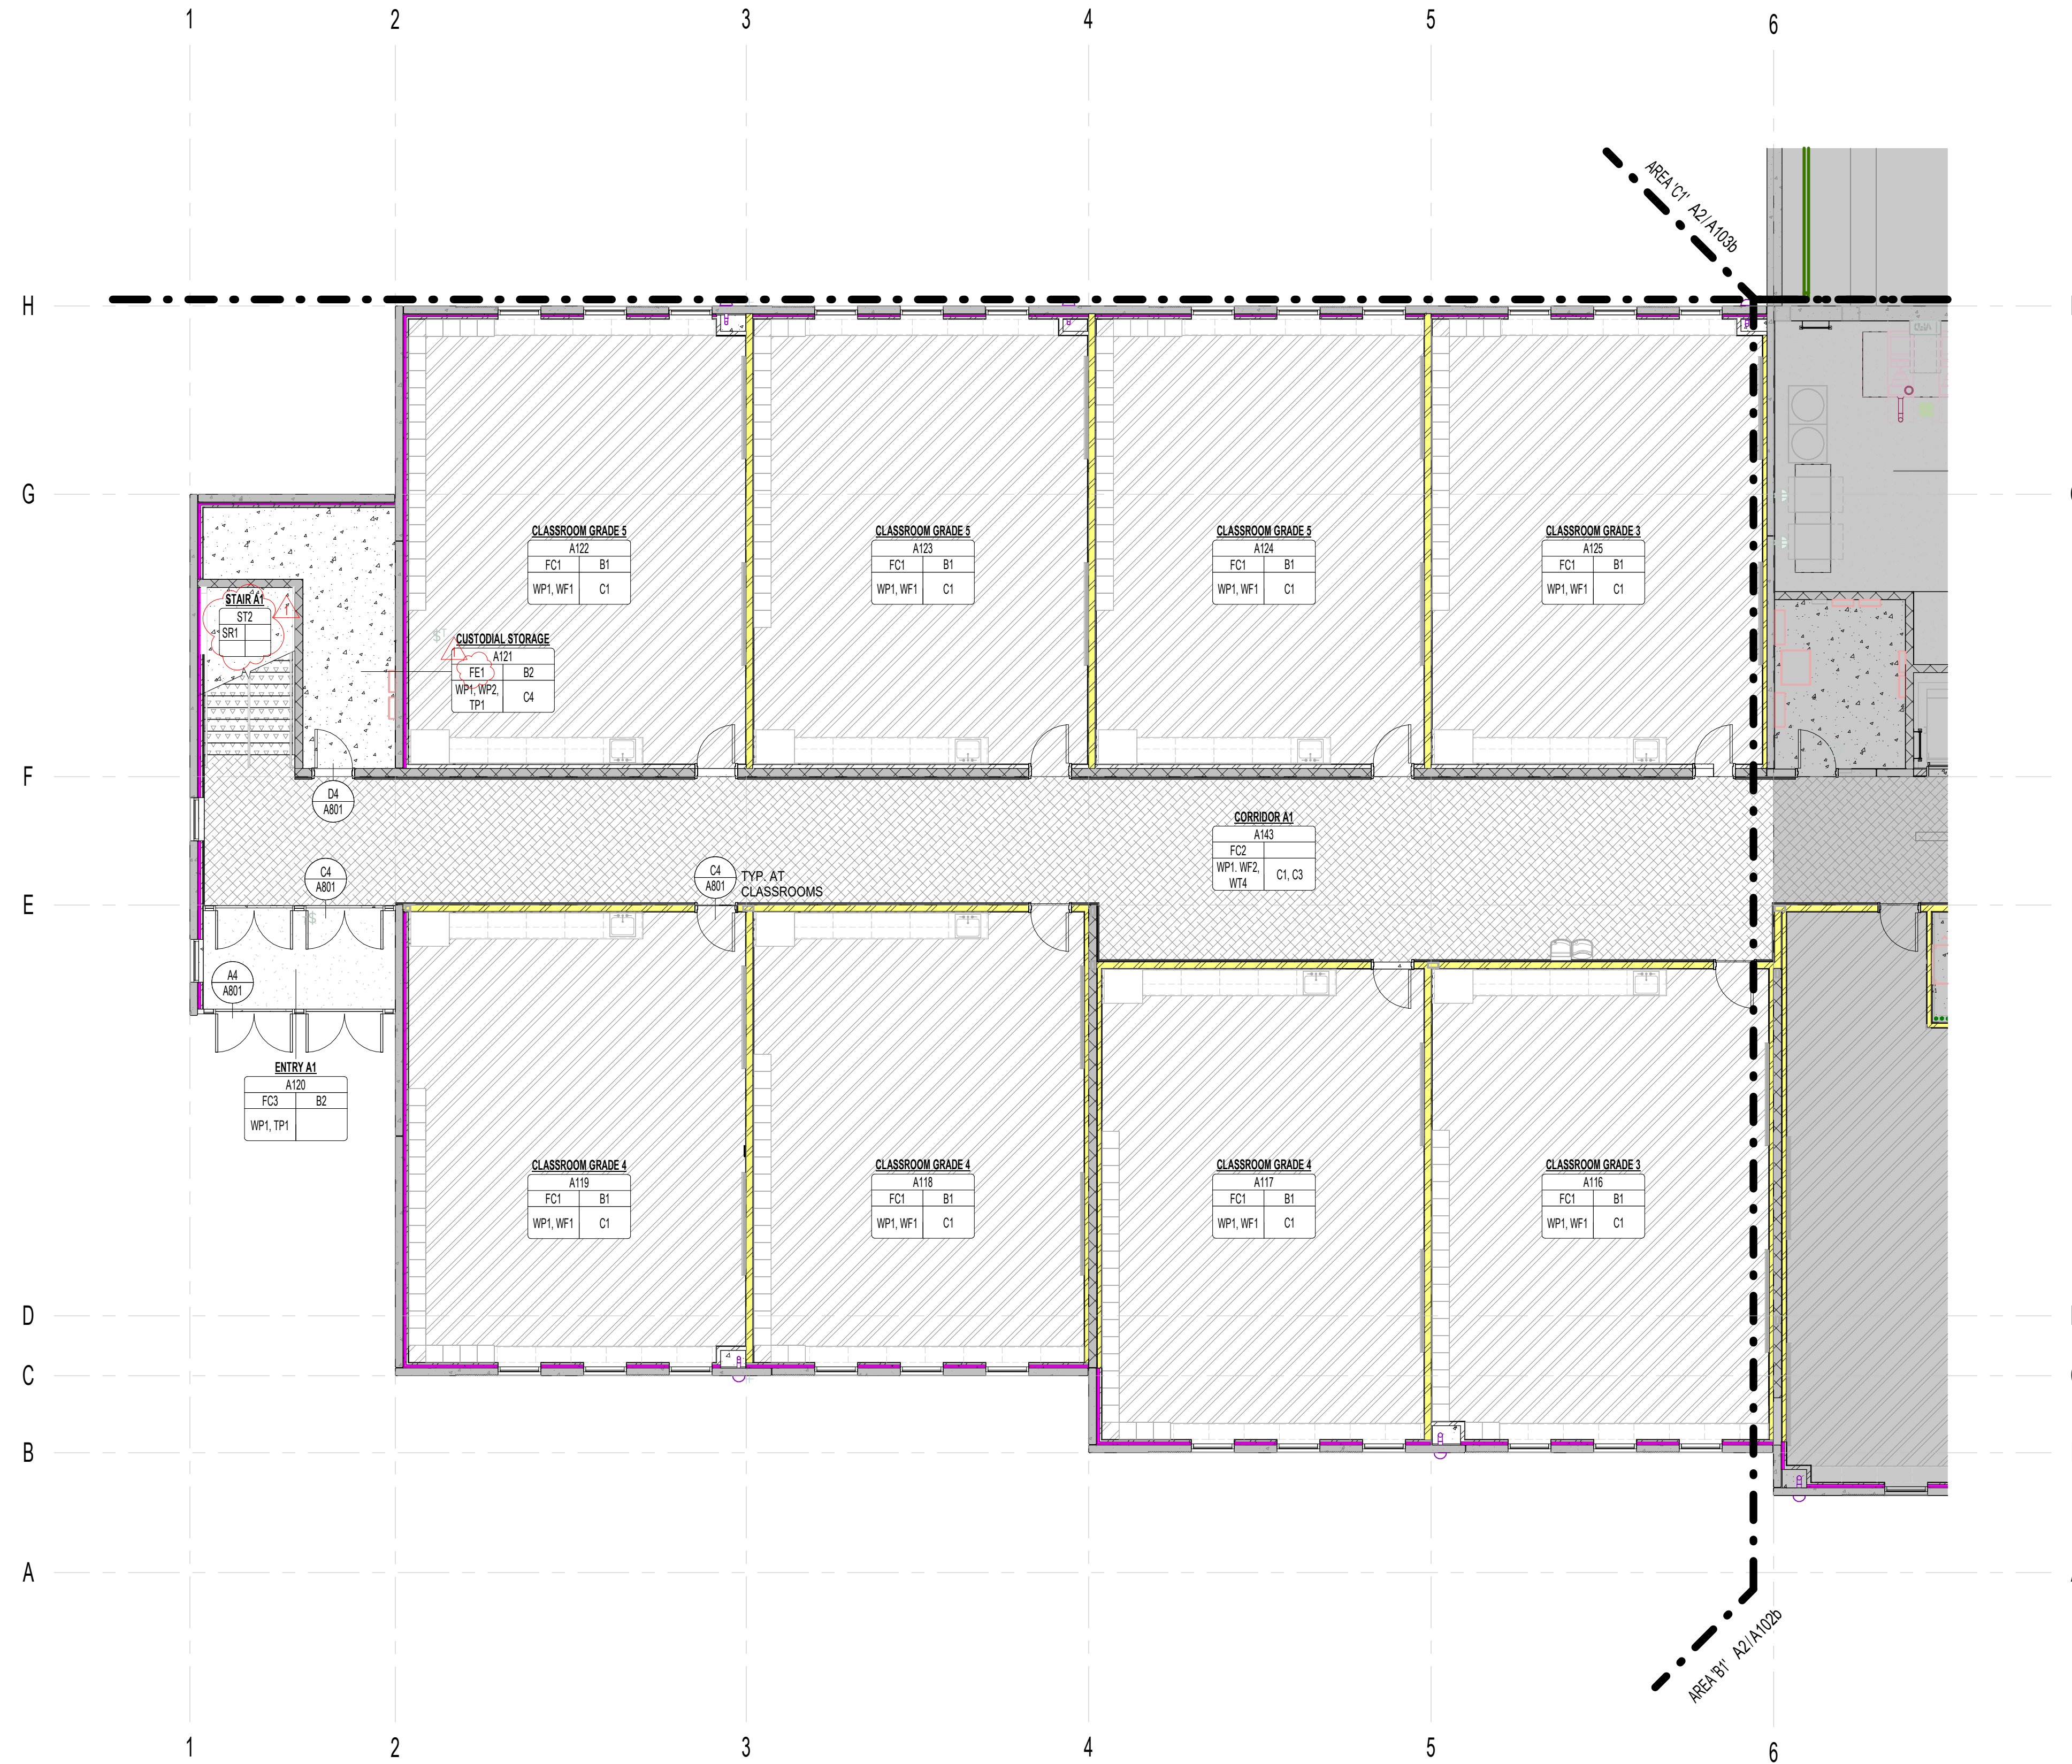 1 2 3 4 5 6
AREA 'C1' A2/A103b
H
G
CLASSROOM GRADE 5
A122
FC1 B1
WP1, WF1 C1
CLASSROOM GRADE 5
A123
FC1 B1
WP1, WF1 C1
CLASSROOM GRADE 5
A124
FC1 B1
WP1, WF1 C1
CLASSROOM GRADE 3
A125
FC1 B1
WP1, WF1 C1
STAIR A1
1
ST2
SR1
$T
CUSTODIAL STORAGE
1
A121
FE1 B2
WP1, WP2,
TP1
C4
F
D4
A801
CORRIDOR A1
A143
FC2
WP1. WF2,
WT4
C1, C3
C4
A801
C4
A801
TYP. AT
CLASSROOMS
E
$
A4
A801
ENTRY A1
A120
FC3 B2
WP1, TP1
CLASSROOM GRADE 4
A119
FC1 B1
WP1, WF1 C1
CLASSROOM GRADE 4
A118
FC1 B1
WP1, WF1 C1
CLASSROOM GRADE 4
A117
FC1 B1
WP1, WF1 C1
CLASSROOM GRADE 3
A116
FC1 B1
WP1, WF1 C1
D
C
B
A
AREA 'B1' A2/A102b
1 2 3 4 5 6